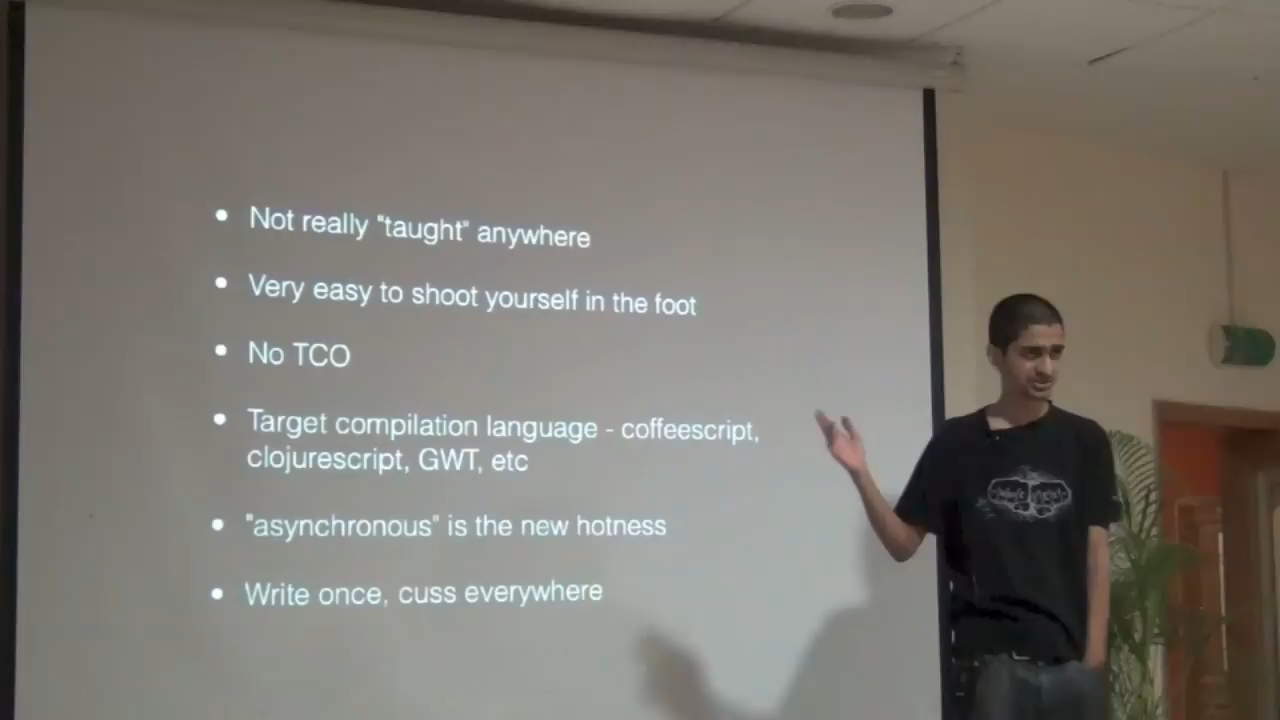 • Not really "taught" anywhere
• Very easy to shoot yourself in the foot
• No TCO
• Target compilation language - coffeescript,
clojurescript, GWT, etc
• "asynchronous" is the new hotness
• Write once, cuss everywhere